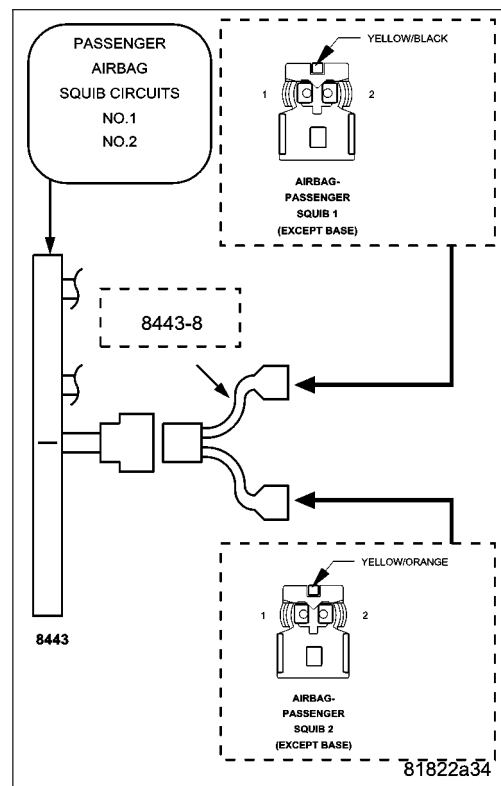 PASSENGER
AIRBAG
SQUIB CIRCUITS
NO.1
NO.2
YELLOW/BLACK
1
2
AIRBAG-
PASSENGER
SQUIB 1
(EXCEPT BASE)
8443-8
8443
YELLOW/ORANGE
1
2
AIRBAG-
PASSENGER
SQUIB 2
(EXCEPT BASE)
81822a34